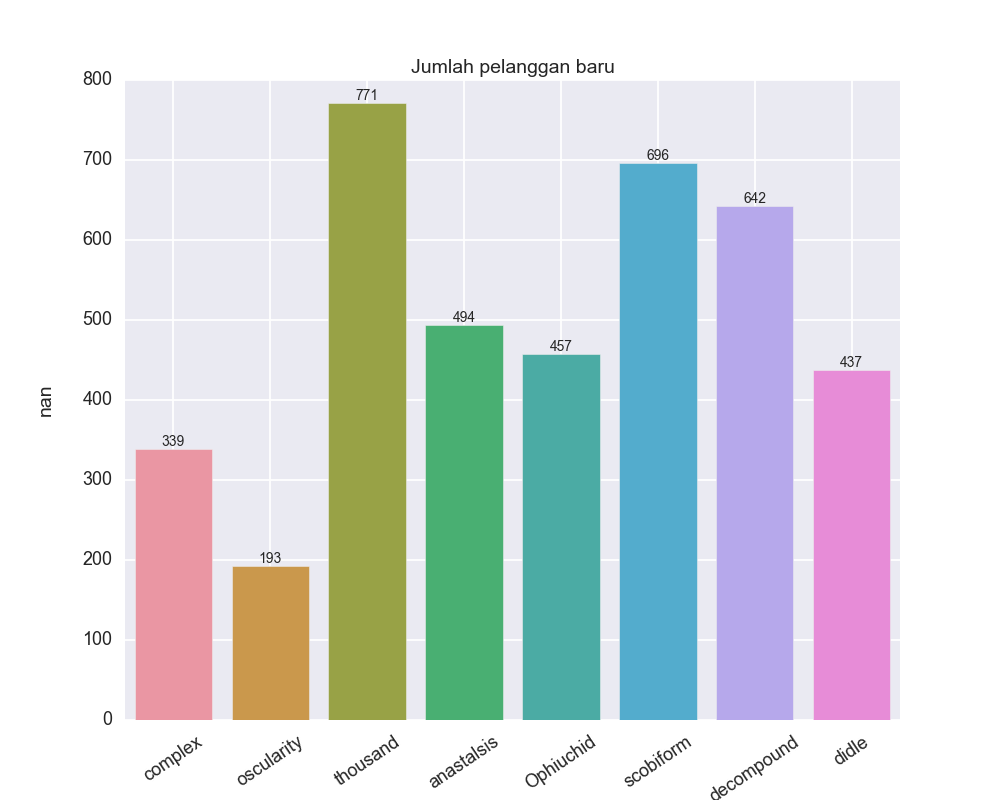 Jumlah pelanggan baru
800
700
600
500
400
300
200
100
0
nan
339
193
771
494
457
696
642
437
complex
oscularity
thousand
anastalsis
Ophiuchid
scobiform
decompound
didle